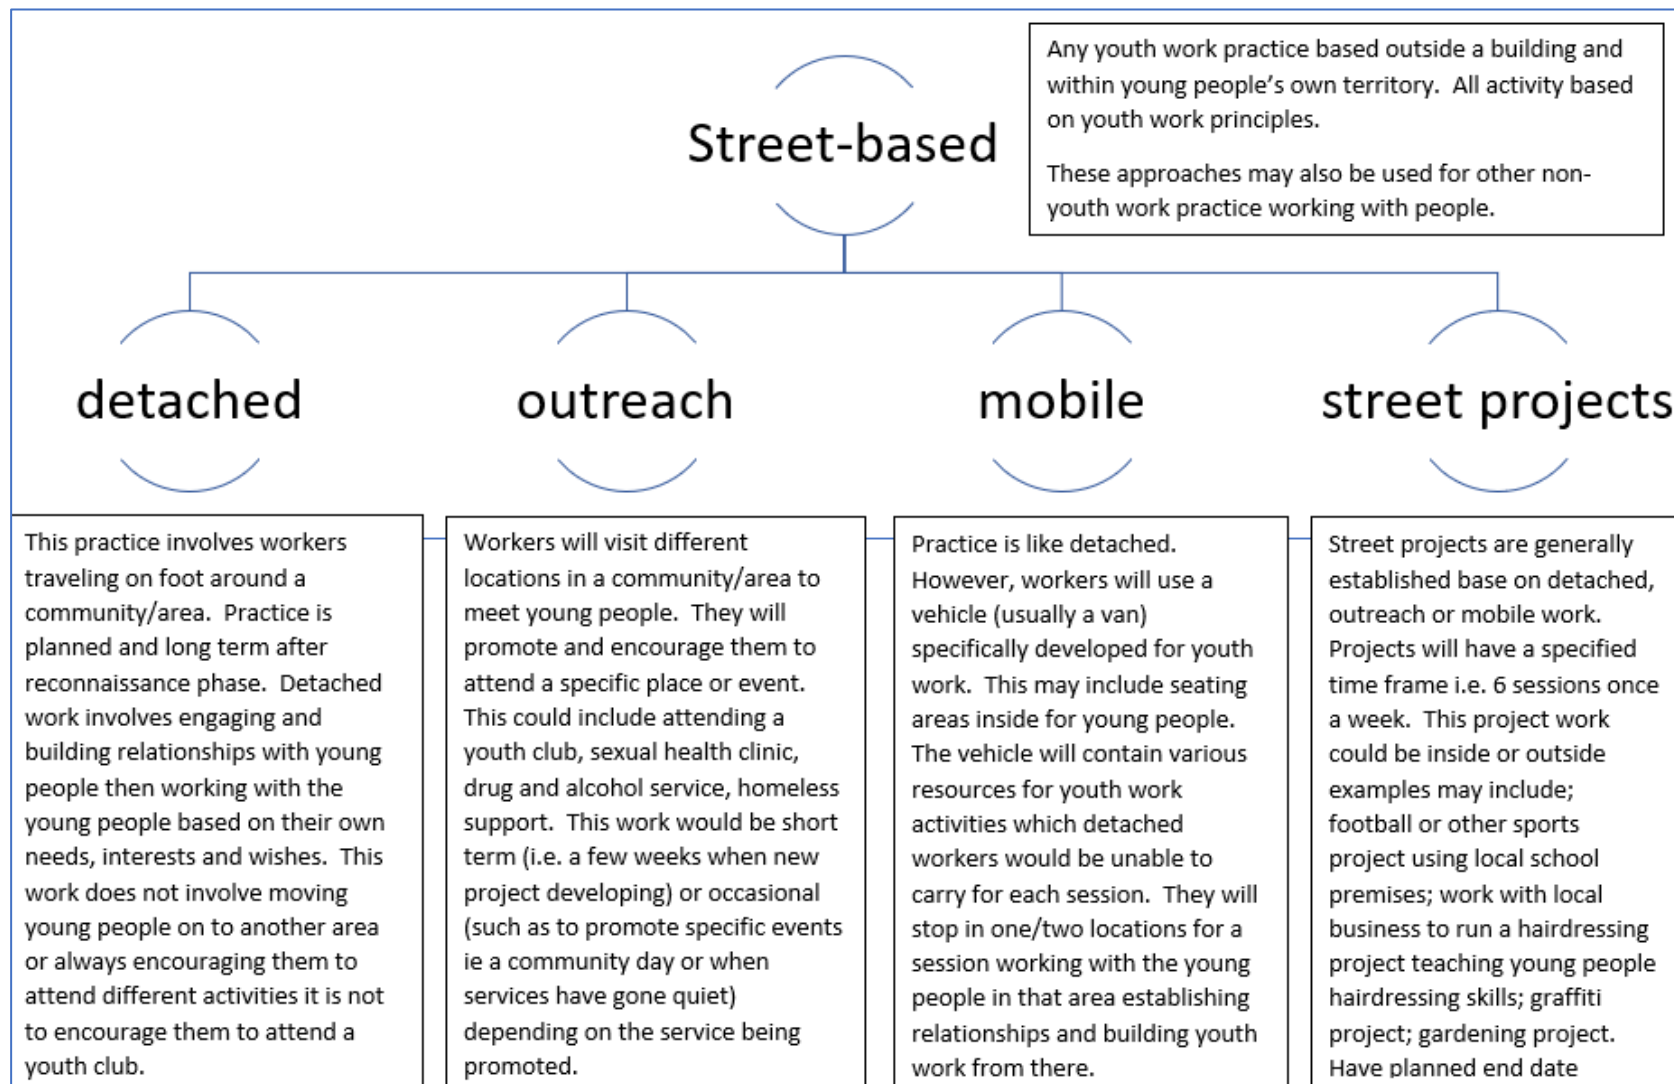 Any youth work practice based outside a building and
within young people's own territory.  All activity based
on youth work principles.
These approaches may also be used for other non-
youth work practice working with people.
Street-based
detached
outreach
mobile
street projects
This practice involves workers
traveling on foot around a
community/area.  Practice is
planned and long term after
reconnaissance phase.  Detached
work involves engaging and
building relationships with young
people then working with the
young people based on their own
needs, interests and wishes.  This
work does not involve moving
young people on to another area
or always encouraging them to
attend different activities it is not
to encourage them to attend a
youth club.
Workers will visit different
locations in a community/area to
meet young people.  They will
promote and encourage them to
attend a specific place or event.
This could include attending a
youth club, sexual health clinic,
drug and alcohol service, homeless
support.  This work would be short
term (i.e. a few weeks when new
project developing) or occasional
(such as to promote specific events
ie a community day or when
services have gone quiet)
depending on the service being
promoted.
Practice is like detached.
However, workers will use a
vehicle (usually a van)
specifically developed for youth
work.  This may include seating
areas inside for young people.
The vehicle will contain various
resources for youth work
activities which detached
workers would be unable to
carry for each session.  They will
stop in one/two locations for a
session working with the young
people in that area establishing
relationships and building youth
work from there.
Street projects are generally
established base on detached,
outreach or mobile work.
Projects will have a specified
time frame i.e. 6 sessions once
a week.  This project work
could be inside or outside
examples may include;
football or other sports
project using local school
premises; work with local
business to run a hairdressing
project teaching young people
hairdressing skills; graffiti
project; gardening project.
Have planned end date